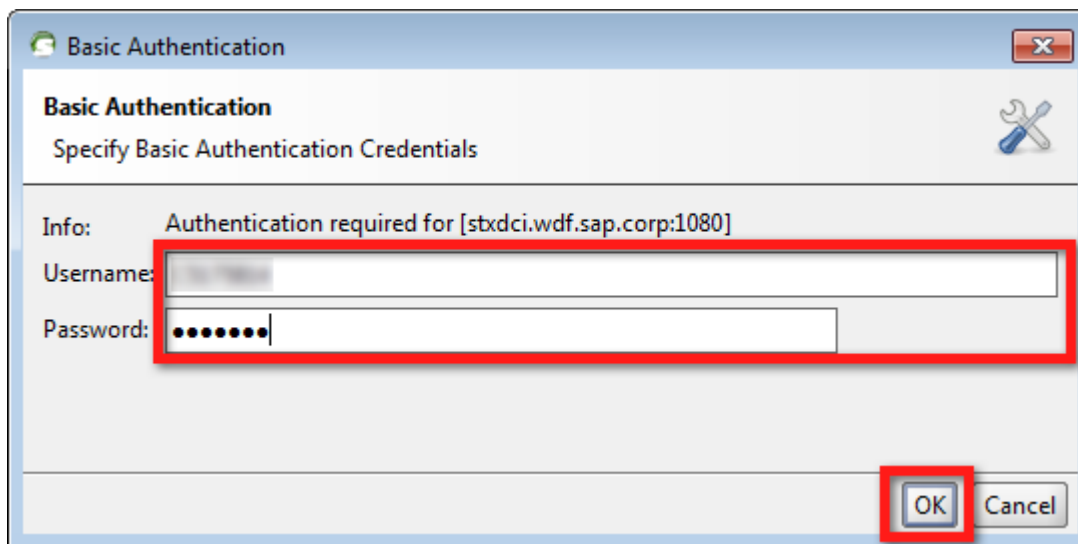 Basic Authentication
Basic Authentication
Specify Basic Authentication Credentials
Info: Authentication required for [stxdci.wdf.sap.corp:1080]
Username:
Password: ●●●●●●●
OK Cancel